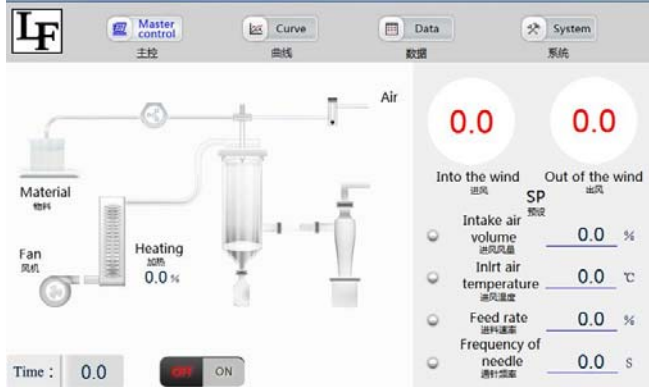 LF
Master
control
主控
Curve
曲线
Data
数据
System
系统
Air
Material
物料
Fan
风机
Heating
加热
0.0 %
0.0
0.0
Into the wind
进风
Out of the wind
出风
SP
预设
Intake air
volume
进风风量
0.0 %
Inlrt air
temperature
进风温度
0.0 ℃
Feed rate
进料速率
0.0 %
Frequency of
needle
通针频率
0.0 S
Time : 0.0
OFF ON